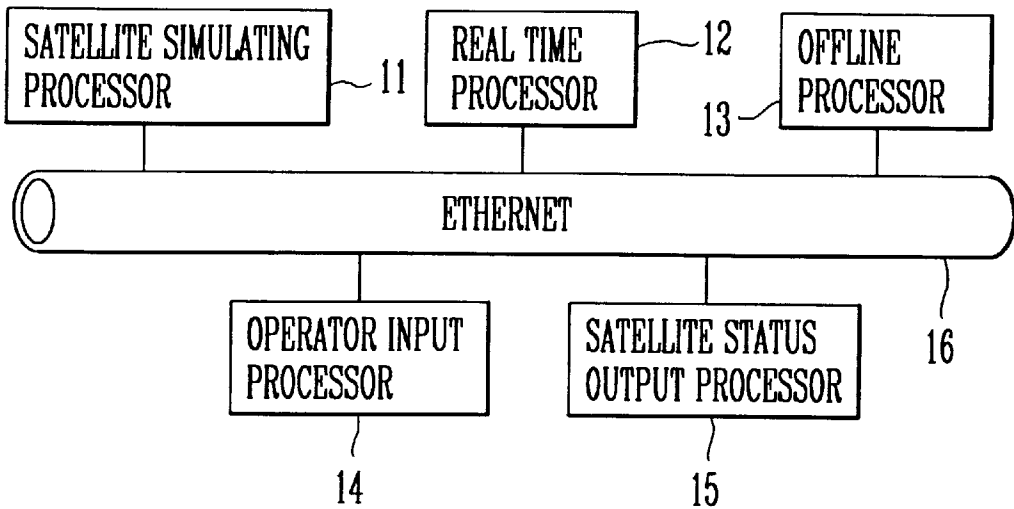 SATELLITE SIMULATING
PROCESSOR
11
REAL TIME
PROCESSOR
12
OFFLINE
PROCESSOR
13
ETHERNET
16
OPERATOR INPUT
PROCESSOR
14
SATELLITE STATUS
OUTPUT PROCESSOR
15